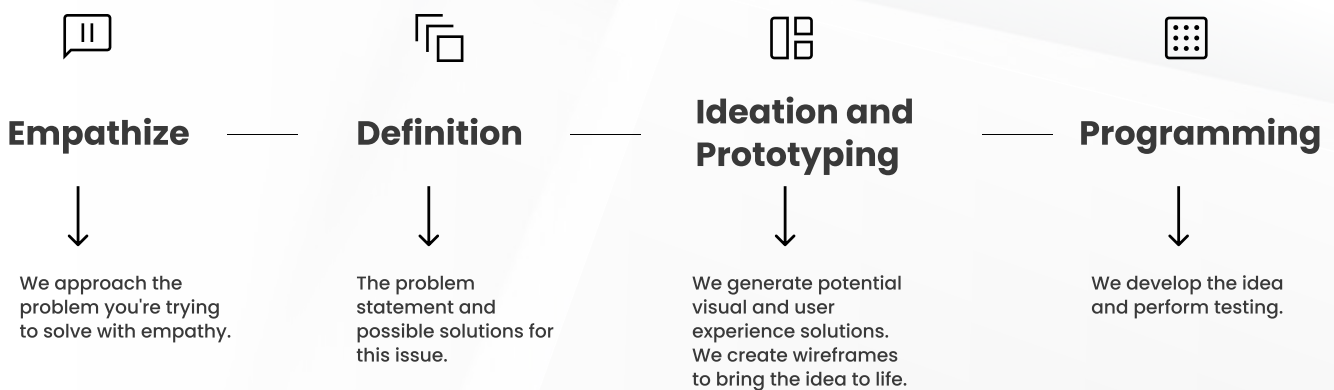 Empathize
Definition
Ideation and
Prototyping
Programming
We approach the
problem you're trying
to solve with empathy.
The problem
statement and
possible solutions for
this issue.
We generate potential
visual and user
experience solutions.
We create wireframes
to bring the idea to life.
We develop the idea
and perform testing.